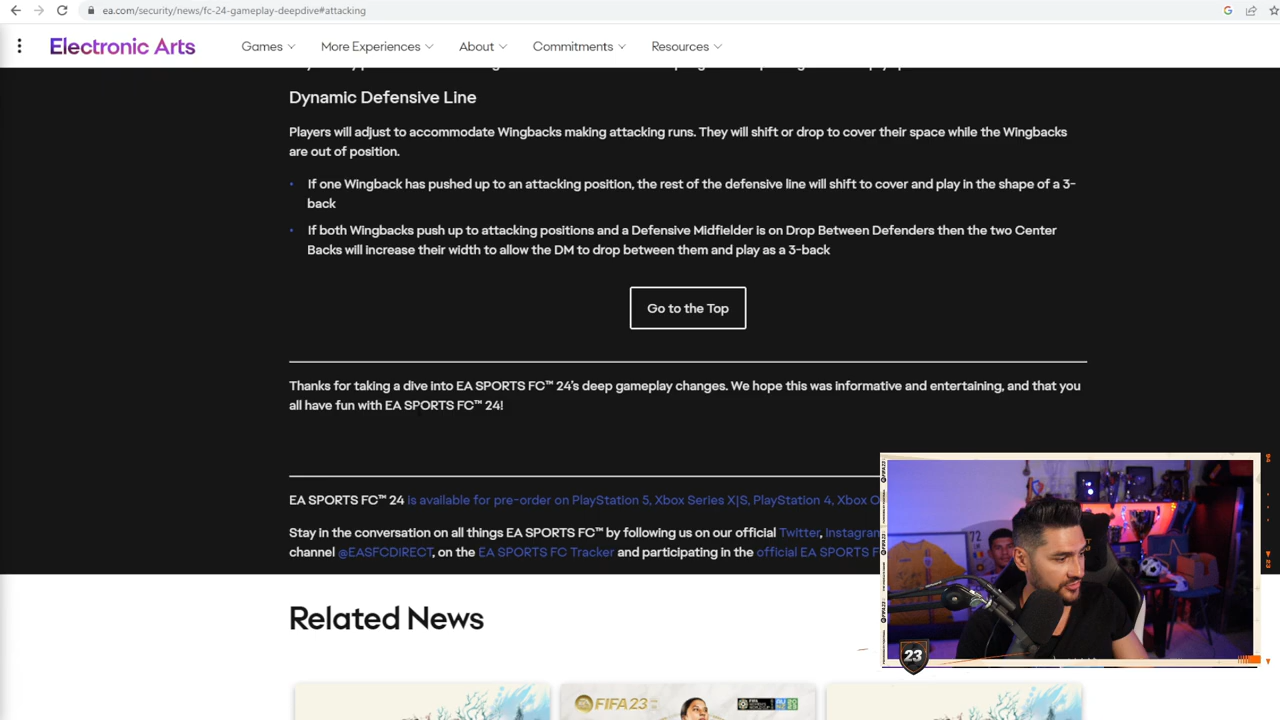 ea.com/security/news/fc-24-gameplay-deepdive#attacking
Electronic Arts
Games
More Experiences
About
Commitments
Resources
Dynamic Defensive Line
Players will adjust to accommodate Wingbacks making attacking runs. They will shift or drop to cover their space while the Wingbacks
are out of position.
• If one Wingback has pushed up to an attacking position, the rest of the defensive line will shift to cover and play in the shape of a 3-
back
• If both Wingbacks push up to attacking positions and a Defensive Midfielder is on Drop Between Defenders then the two Center
Backs will increase their width to allow the DM to drop between them and play as a 3-back
Go to the Top
Thanks for taking a dive into EA SPORTS FC™ 24's deep gameplay changes. We hope this was informative and entertaining, and that you
all have fun with EA SPORTS FC™ 24!
EA SPORTS FC™ 24 is available for pre-order on PlayStation 5, Xbox Series X|S, PlayStation 4, Xbox O
Stay in the conversation on all things EA SPORTS FC™ by following us on our official Twitter, Instagran
channel @EASFCDIRECT, on the EA SPORTS FC Tracker and participating in the official EA SPORTS F
72
FIFA 23
23
Related News
FIFA 23